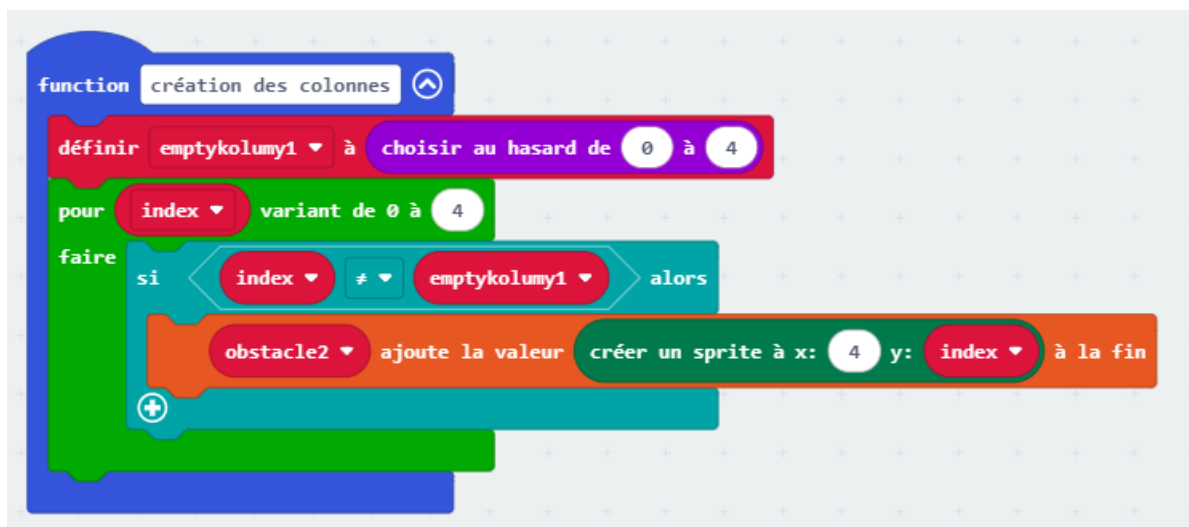 function création des colonnes
définir emptykolumy1 à choisir au hasard de 0 à 4
pour index variant de 0 à 4
faire
si index ≠ emptykolumy1 alors
obstacle2 ajoute la valeur créer un sprite à x: 4 y: index à la fin